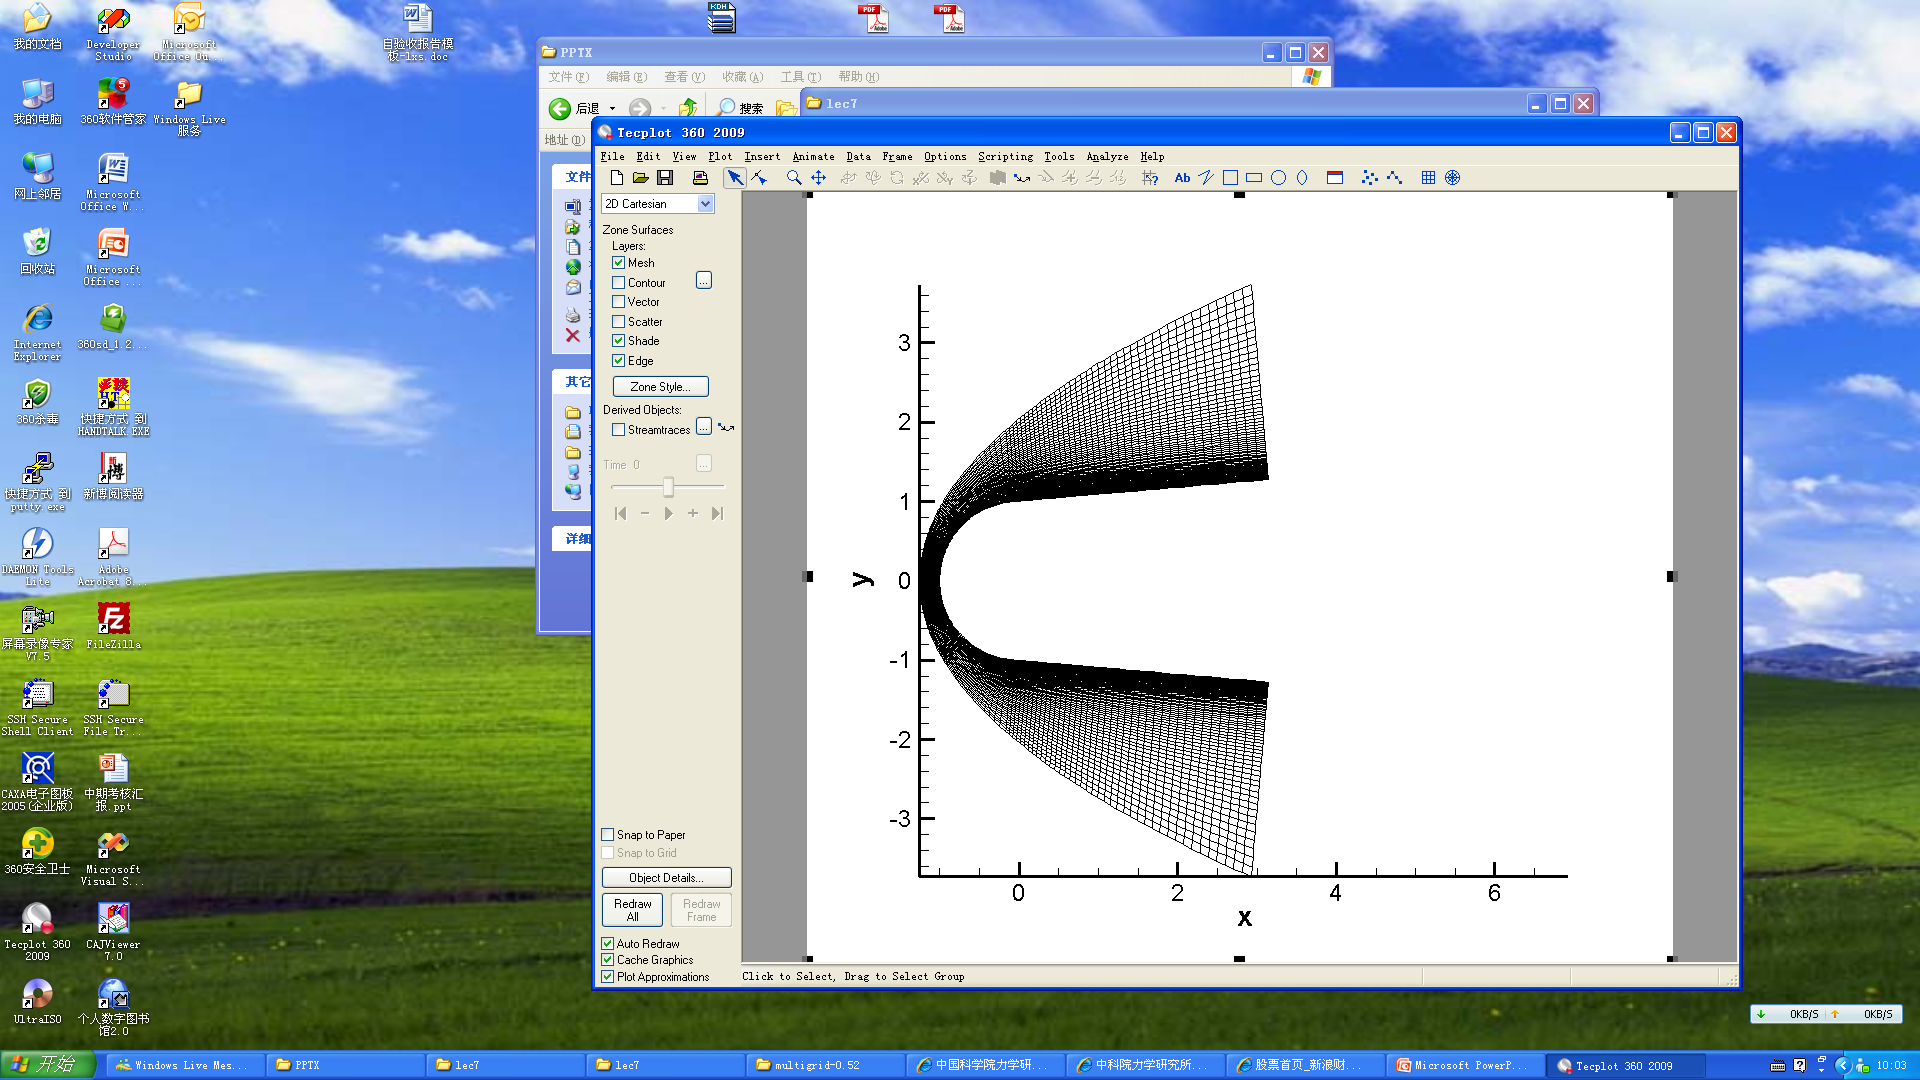 我的文档
Developer Studio
Microsoft Office Ou...
自验收报告模板-lxs.doc
我的电脑
360软件管家
Windows Live 服务
网上邻居
Microsoft Office W...
回收站
Microsoft Office ...
Internet Explorer
360sd_1.2...
360杀毒
快捷方式 到 HANDTALK.EXE
快捷方式 到 putty.exe
新博阅读器
DAEMON Tools Lite
Adobe Acrobat 8...
屏幕录像专家 V7.5
FileZilla
SSH Secure Shell Client
SSH Secure File Tr...
CAXA电子图板 2005(企业版)
中期考核汇报.ppt
360安全卫士
Microsoft Visual S...
Tecplot 360 2009
CAJViewer 7.0
UltraISO
个人数字图书馆2.0
PPTX
文件(F) 编辑(E) 查看(V) 收藏(A) 工具(T) 帮助(H)
后退 搜索
地址(D)
lec7
文件
其它
详细
Tecplot 360 2009
File Edit View Plot Insert Animate Data Frame Options Scripting Tools Analyze Help
Ab
2D Cartesian
Zone Surfaces
Layers:
Mesh
Contour ...
Vector
Scatter
Shade
Edge
Zone Style...
Derived Objects:
Streamtraces ...
Time 0 ...
Snap to Paper
Snap to Grid
Object Details...
Redraw All
Redraw Frame
Auto Redraw
Cache Graphics
Plot Approximations
3
2
1
0
-1
-2
-3
y
0 2 4 6
x
Click to Select, Drag to Select Group
0KB/S 0KB/S
开始
Windows Live Mes...
PPTX
lec7
lec7
multigrid-0.52
中国科学院力学研...
中科院力学研究所...
股票首页_新浪财...
Microsoft PowerP...
Tecplot 360 2009
10:03